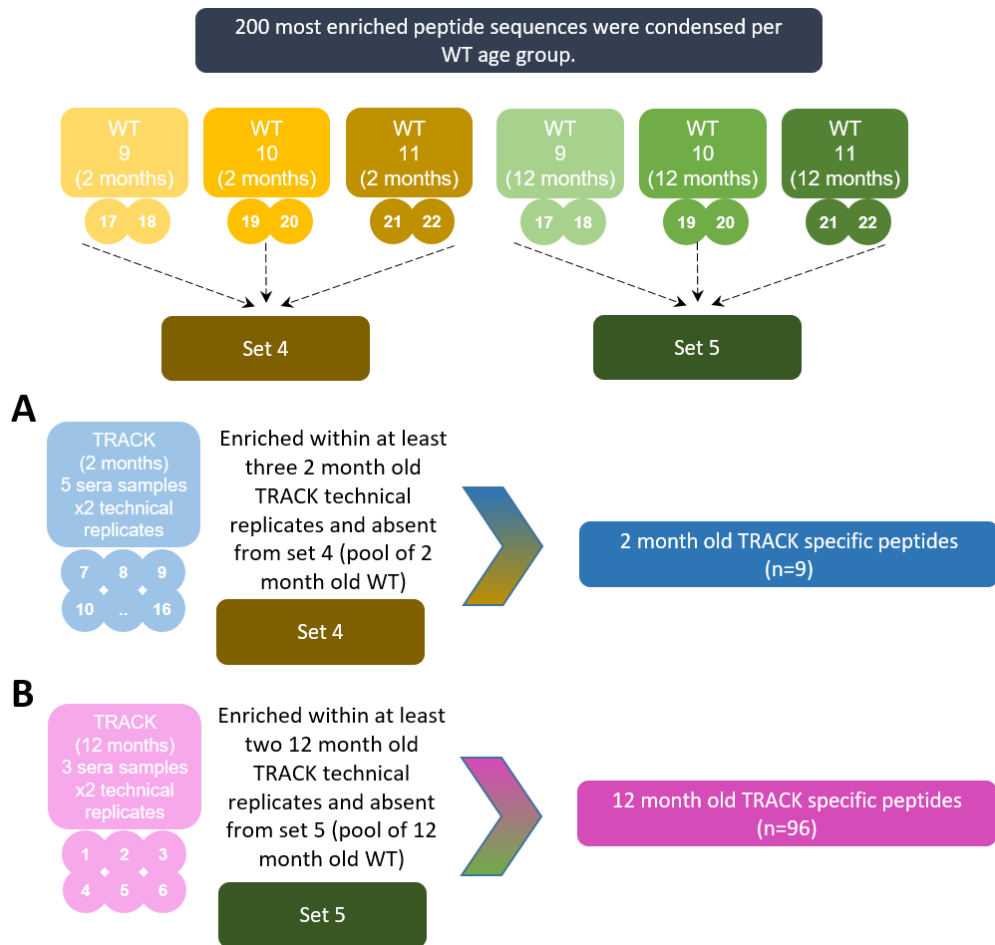 200 most enriched peptide sequences were condensed per
WT age group.
WT
9
(2 months)
WT
10
(2 months)
WT
11
(2 months)
WT
9
(12 months)
WT
10
(12 months)
WT
11
(12 months)
17 18
19 20
21 22
17 18
19 20
21 22
Set 4
Set 5
A
TRACK
(2 months)
5 sera samples
x2 technical
replicates
7 8 9
10 .. 16
Enriched within at least
three 2 month old
TRACK technical
replicates and absent
from set 4 (pool of 2
month old WT)
Set 4
2 month old TRACK specific peptides
(n=9)
B
TRACK
(12 months)
3 sera samples
x2 technical
replicates
1 2 3
4 5 6
Enriched within at least
two 12 month old
TRACK technical
replicates and absent
from set 5 (pool of 12
month old WT)
Set 5
12 month old TRACK specific peptides
(n=96)